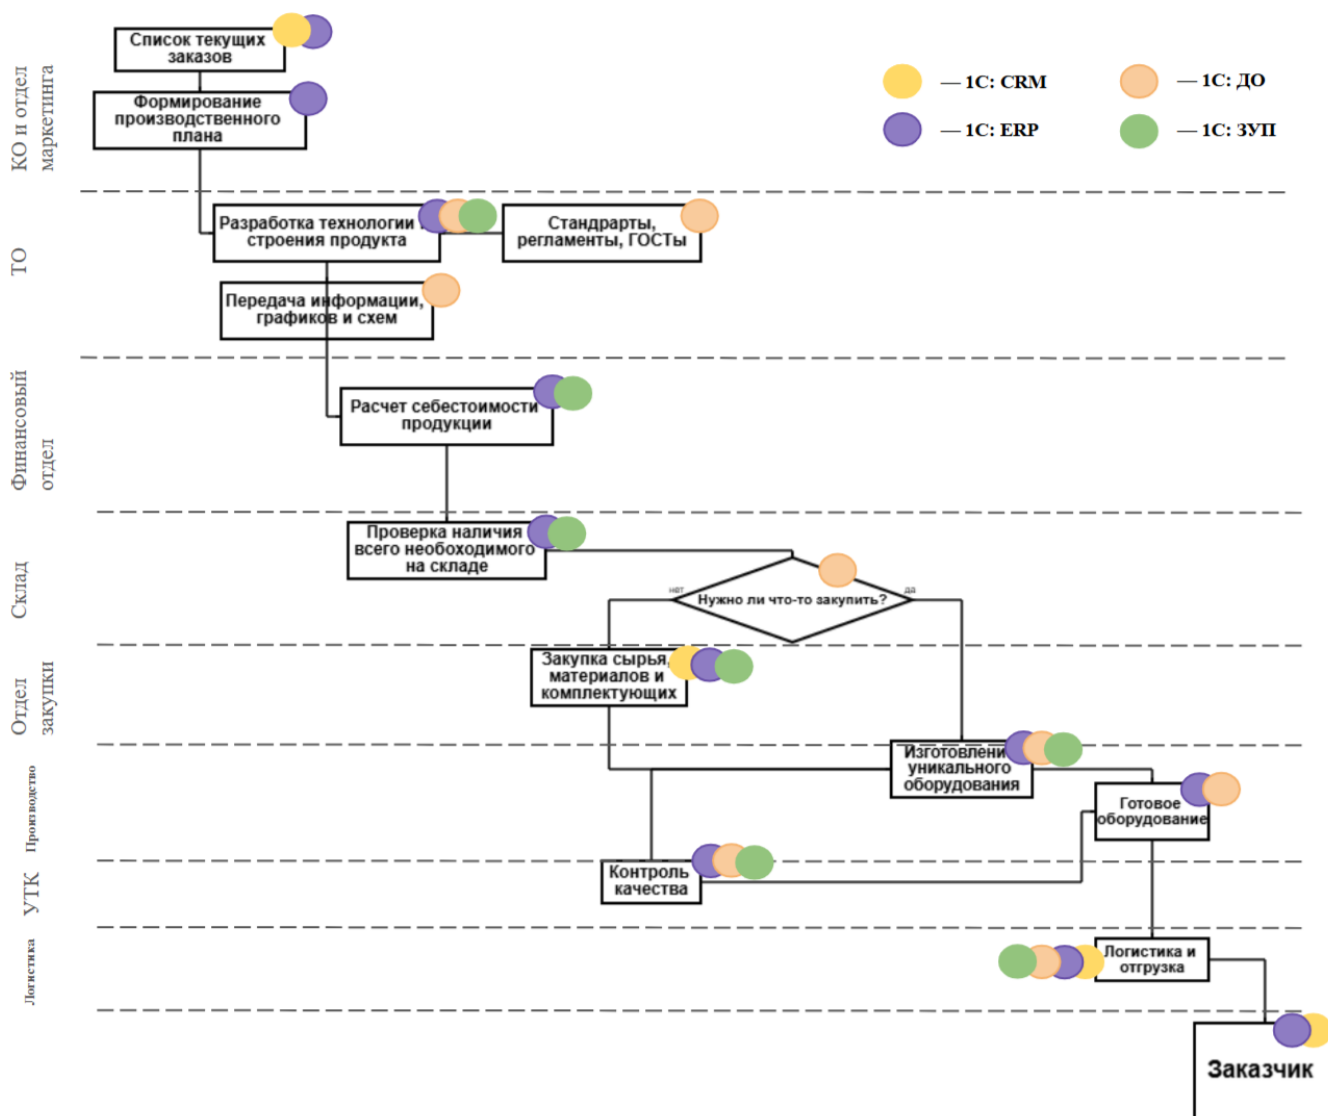 КО и отдел
маркетинга
Список текущих
заказов
Формирование
производственного
плана
— 1С: CRM
— 1С: ДО
— 1С: ERP
— 1С: ЗУП
ТО
Разработка технологии
строения продукта
Стандрарты,
регламенты, ГОСТы
Передача информации,
графиков и схем
Финансовый
отдел
Расчет себестоимости
продукции
Склад
Проверка наличия
всего необоходимого
на складе
нет
Нужно ли что-то закупить?
да
Отдел
закупки
Закупка сырья,
материалов и
комплектующих
Производство
Изготовлени
уникального
оборудования
Готовое
оборудование
УТК
Контроль
качества
Логистика
Логистика и
отгрузка
Заказчик